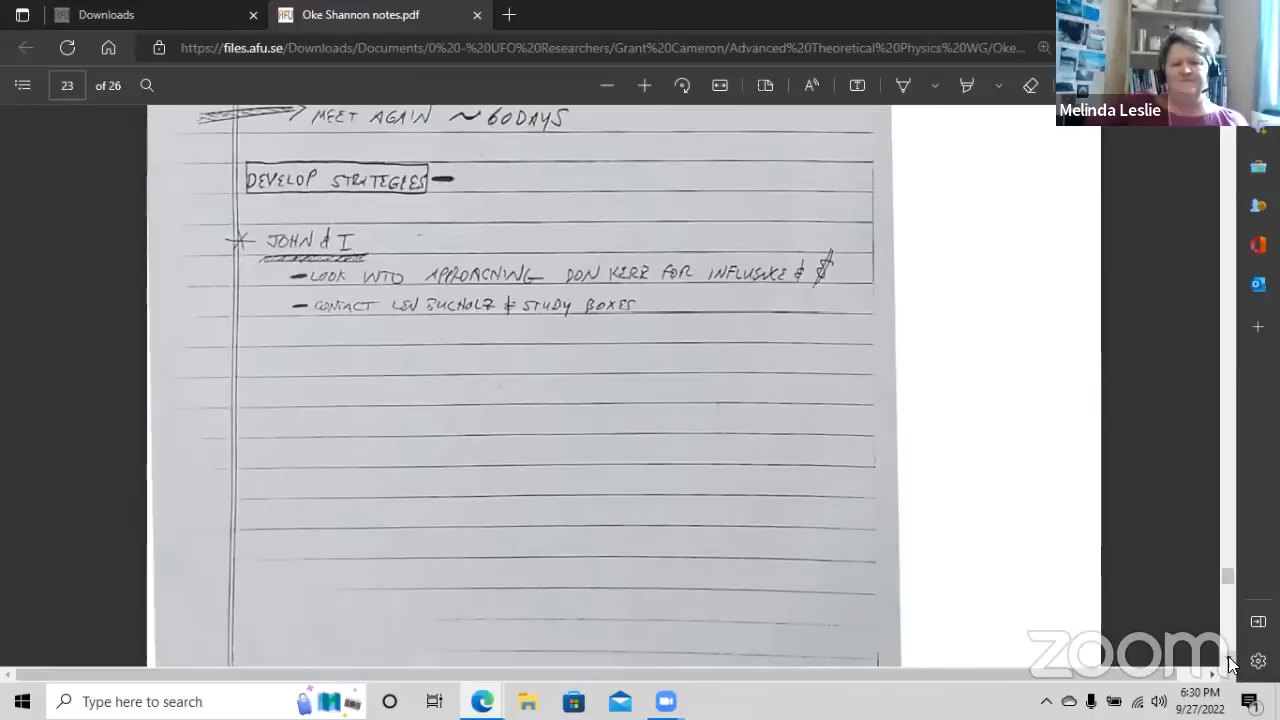 Downloads
Oke Shannon notes.pdf
https://files.afu.se/Downloads/Documents/0%20-%20UFO%20Researchers/Grant%20Cameron/Advanced%20Theoretical%20Physics%20WG/Oke...
23 of 26
Melinda Leslie
MEET AGAIN ~ 60 DAYS
DEVELOP STRATEGIES -
JOHN & I
- LOOK INTO APPROACNING DON KERR FOR INFLUENCE & $
- CONTACT LEN BUCHOLZ & STUDY BOXES
zoom
Type here to search
6:30 PM
9/27/2022